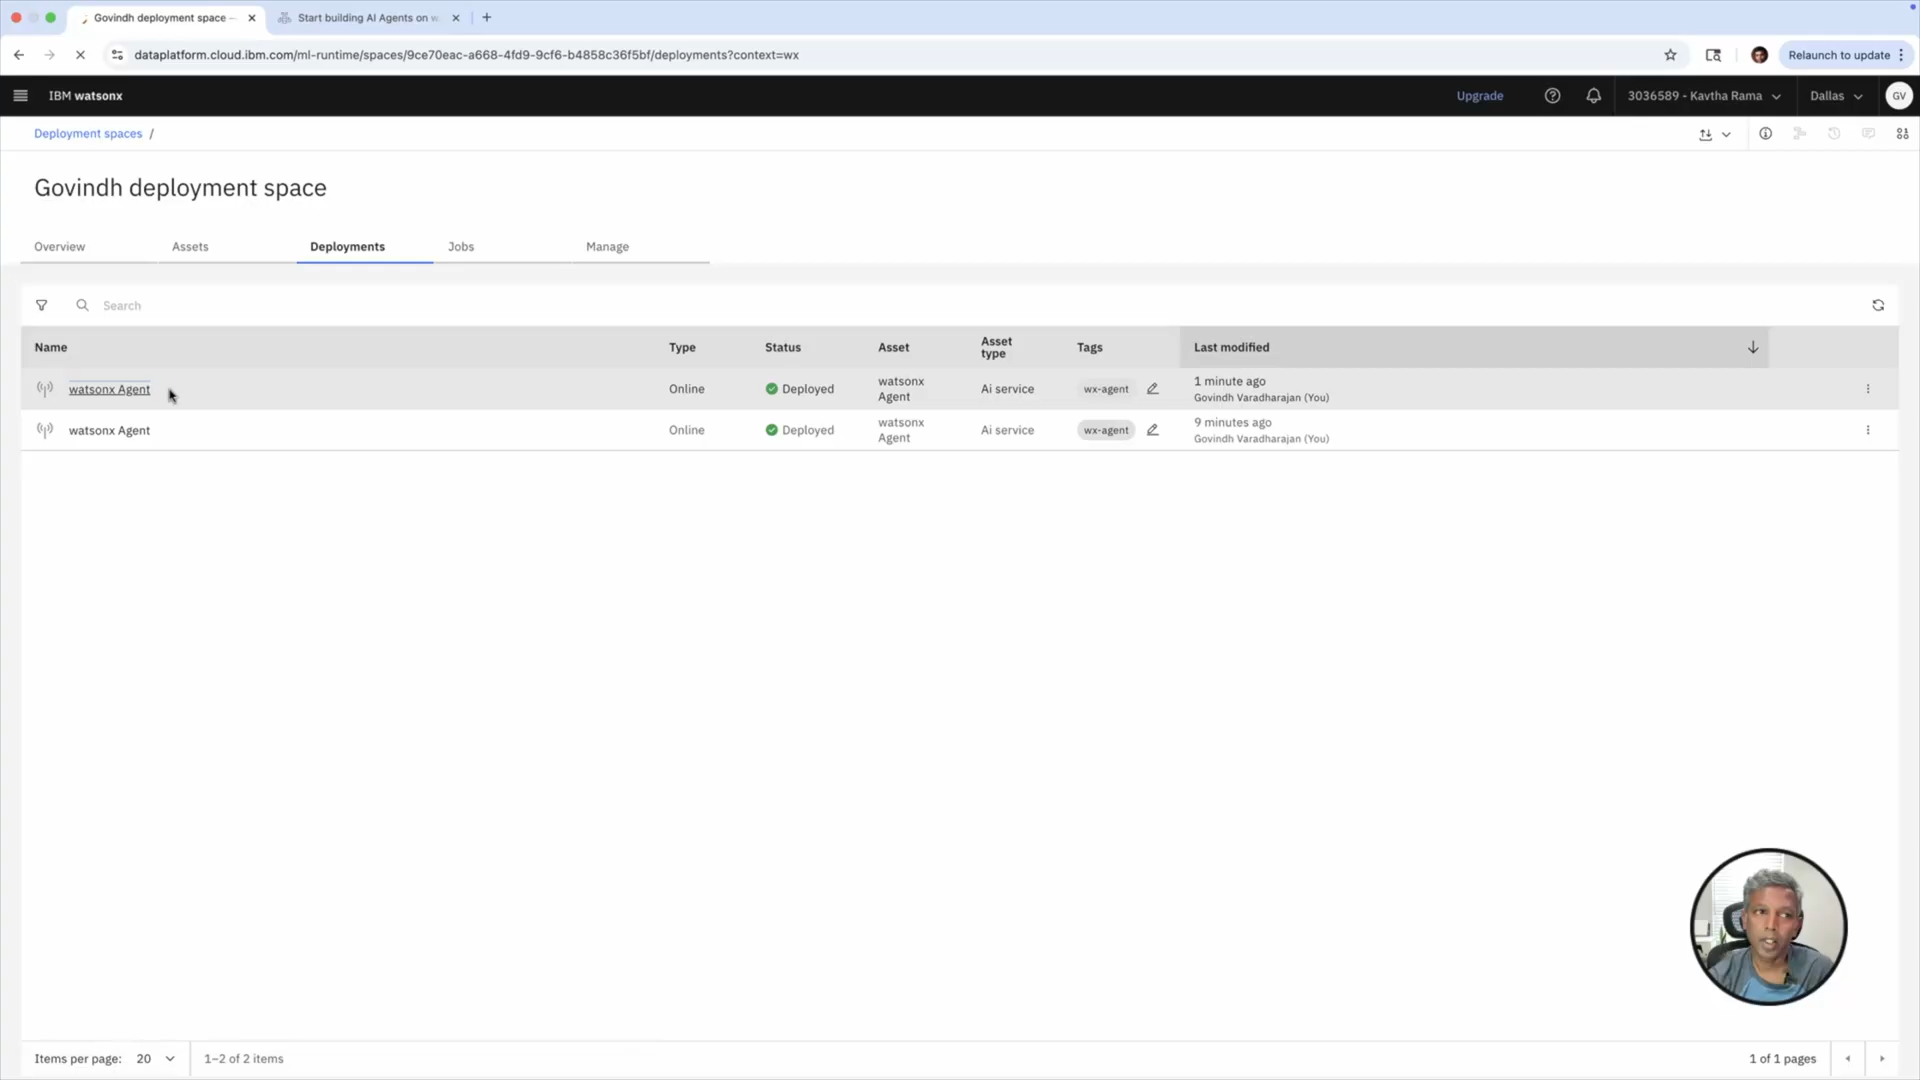 Govindh deployment space –
Start building AI Agents on w
dataplatform.cloud.ibm.com/ml-runtime/spaces/9ce70eac-a668-4fd9-9cf6-b4858c36f5bf/deployments?context=wx
Relaunch to update
IBM watsonx
Upgrade
3036589 - Kavtha Rama
Dallas
GV
Deployment spaces /
Govindh deployment space
Overview
Assets
Deployments
Jobs
Manage
Search
Name
Type
Status
Asset
Asset
type
Tags
Last modified
watsonx Agent
Online
Deployed
watsonx
Agent
Ai service
wx-agent
1 minute ago
Govindh Varadharajan (You)
watsonx Agent
Online
Deployed
watsonx
Agent
Ai service
wx-agent
9 minutes ago
Govindh Varadharajan (You)
Items per page: 20
1–2 of 2 items
1 of 1 pages